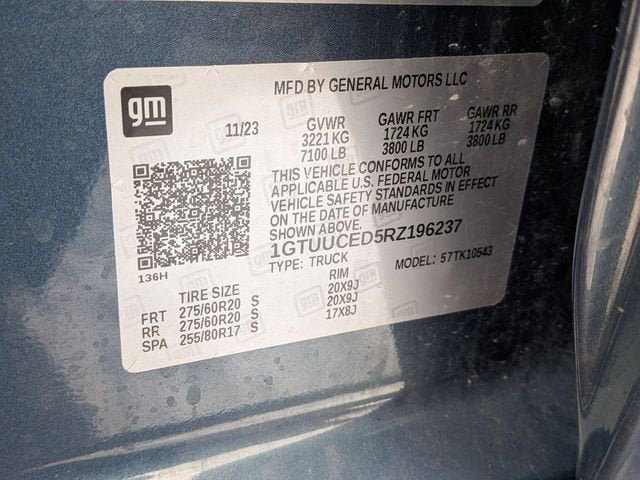 gm
MFD BY GENERAL MOTORS LLC
11/23 GVWR GAWR FRT GAWR RR
3221 KG 1724 KG 1724 KG
7100 LB 3800 LB 3800 LB
THIS VEHICLE CONFORMS TO ALL
APPLICABLE U.S. FEDERAL MOTOR
VEHICLE SAFETY STANDARDS IN EFFECT
ON THE DATE OF MANUFACTURE
SHOWN ABOVE.
1GTUUCED5RZ196237
TYPE: TRUCK MODEL: 57TK10543
136H
TIRE SIZE RIM
FRT 275/60R20 S 20X9J
RR 275/60R20 S 20X9J
SPA 255/80R17 S 17X8J